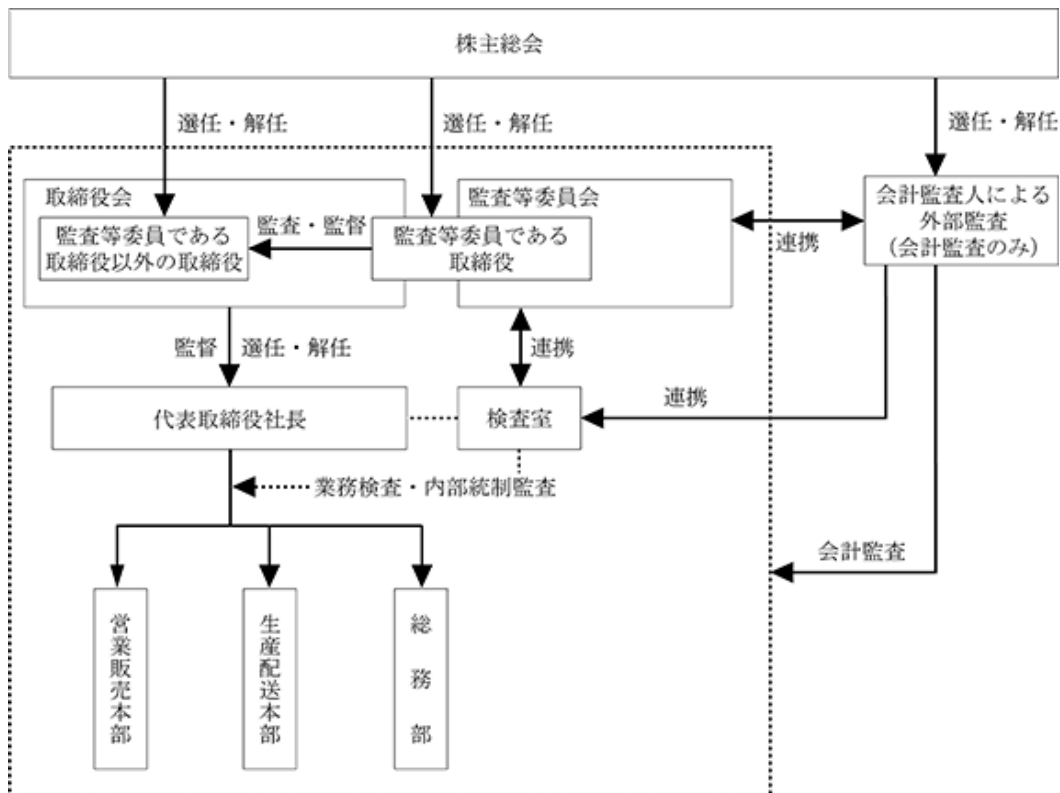 株主総会
選任・解任
選任・解任
選任・解任
取締役会
監査等委員会
会計監査人による
外部監査
(会計監査のみ)
監査等委員である
取締役以外の取締役
監査・監督
監査等委員である
取締役
連携
監督
選任・解任
連携
代表取締役社長
検査室
連携
業務検査・内部統制監査
会計監査
営業販売本部
生産配送本部
総務部